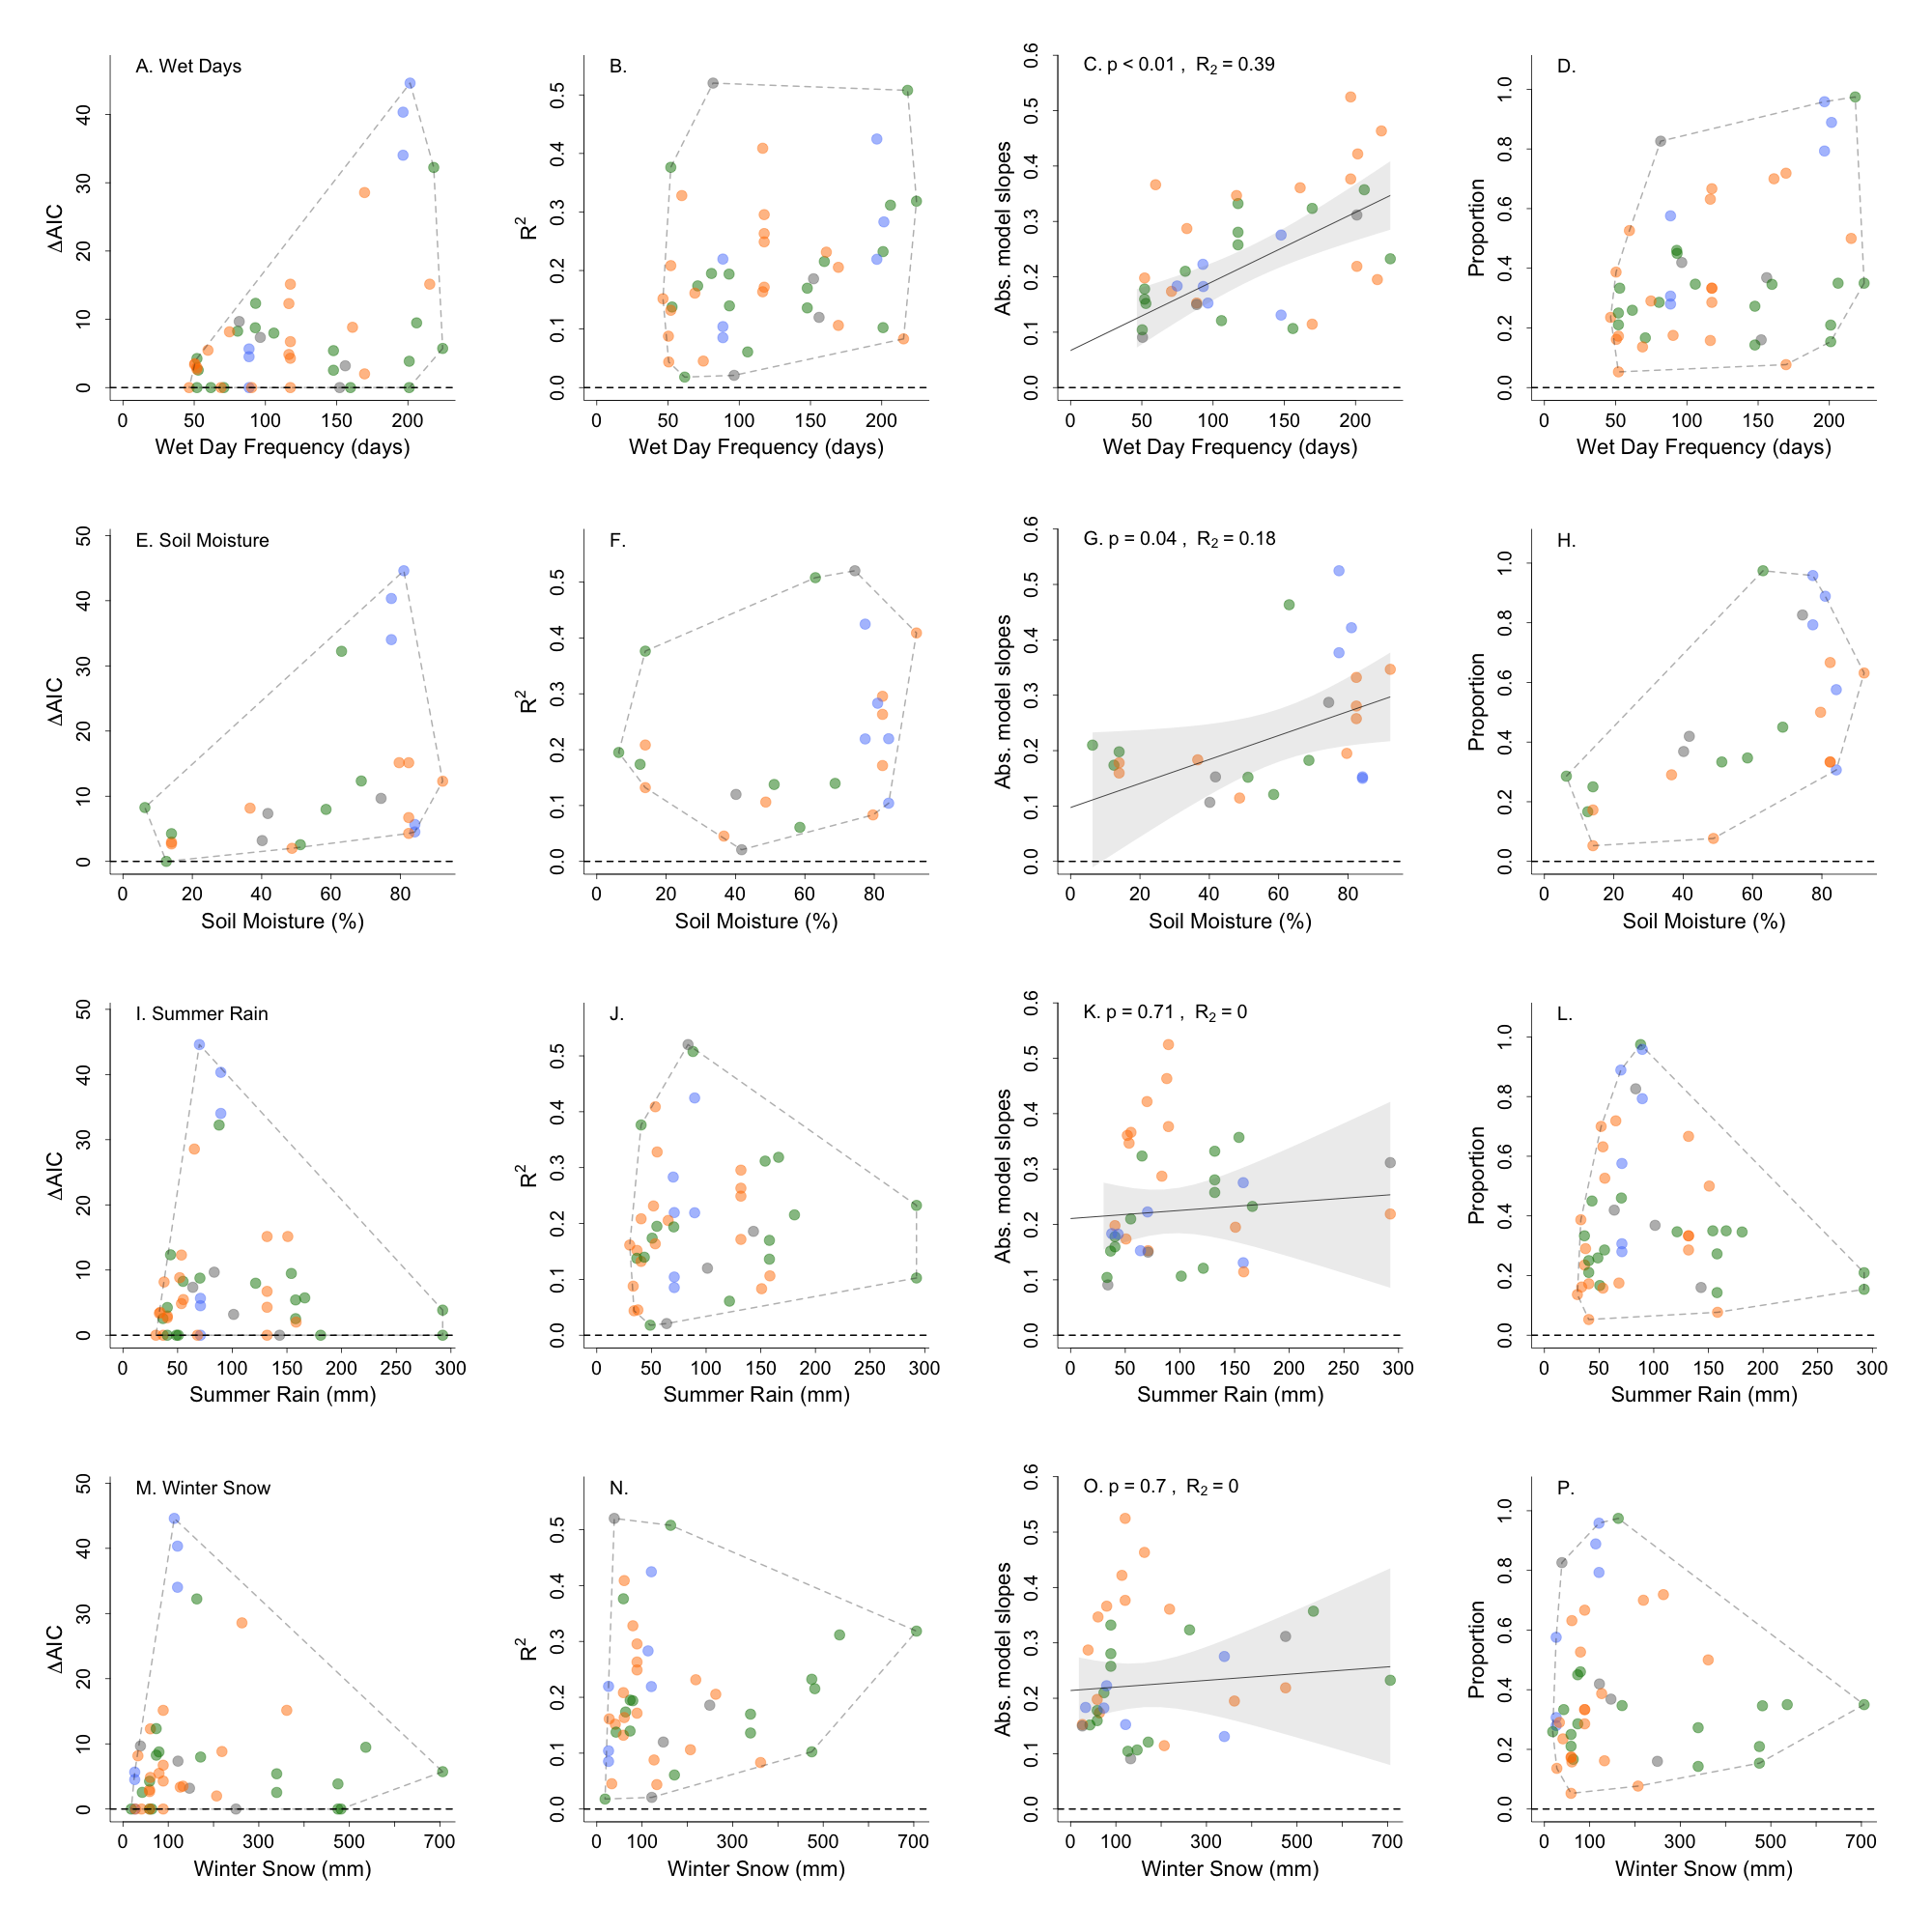 A. Wet Days
ΔAIC
0 10 20 30 40
0 50 100 150 200
Wet Day Frequency (days)
B.
R²
0.0 0.1 0.2 0.3 0.4 0.5
0 50 100 150 200
Wet Day Frequency (days)
C. p < 0.01 , R₂ = 0.39
Abs. model slopes
0.0 0.1 0.2 0.3 0.4 0.5 0.6
0 50 100 150 200
Wet Day Frequency (days)
D.
Proportion
0.0 0.2 0.4 0.6 0.8 1.0
0 50 100 150 200
Wet Day Frequency (days)
E. Soil Moisture
ΔAIC
0 10 20 30 40 50
0 20 40 60 80
Soil Moisture (%)
F.
R²
0.0 0.1 0.2 0.3 0.4 0.5
0 20 40 60 80
Soil Moisture (%)
G. p = 0.04 , R₂ = 0.18
Abs. model slopes
0.0 0.1 0.2 0.3 0.4 0.5 0.6
0 20 40 60 80
Soil Moisture (%)
H.
Proportion
0.0 0.2 0.4 0.6 0.8 1.0
0 20 40 60 80
Soil Moisture (%)
I. Summer Rain
ΔAIC
0 10 20 30 40 50
0 50 100 150 200 250 300
Summer Rain (mm)
J.
R²
0.0 0.1 0.2 0.3 0.4 0.5
0 50 100 150 200 250 300
Summer Rain (mm)
K. p = 0.71 , R₂ = 0
Abs. model slopes
0.0 0.1 0.2 0.3 0.4 0.5 0.6
0 50 100 150 200 250 300
Summer Rain (mm)
L.
Proportion
0.0 0.2 0.4 0.6 0.8 1.0
0 50 100 150 200 250 300
Summer Rain (mm)
M. Winter Snow
ΔAIC
0 10 20 30 40 50
0 100 300 500 700
Winter Snow (mm)
N.
R²
0.0 0.1 0.2 0.3 0.4 0.5
0 100 300 500 700
Winter Snow (mm)
O. p = 0.7 , R₂ = 0
Abs. model slopes
0.0 0.1 0.2 0.3 0.4 0.5 0.6
0 100 300 500 700
Winter Snow (mm)
P.
Proportion
0.0 0.2 0.4 0.6 0.8 1.0
0 100 300 500 700
Winter Snow (mm)